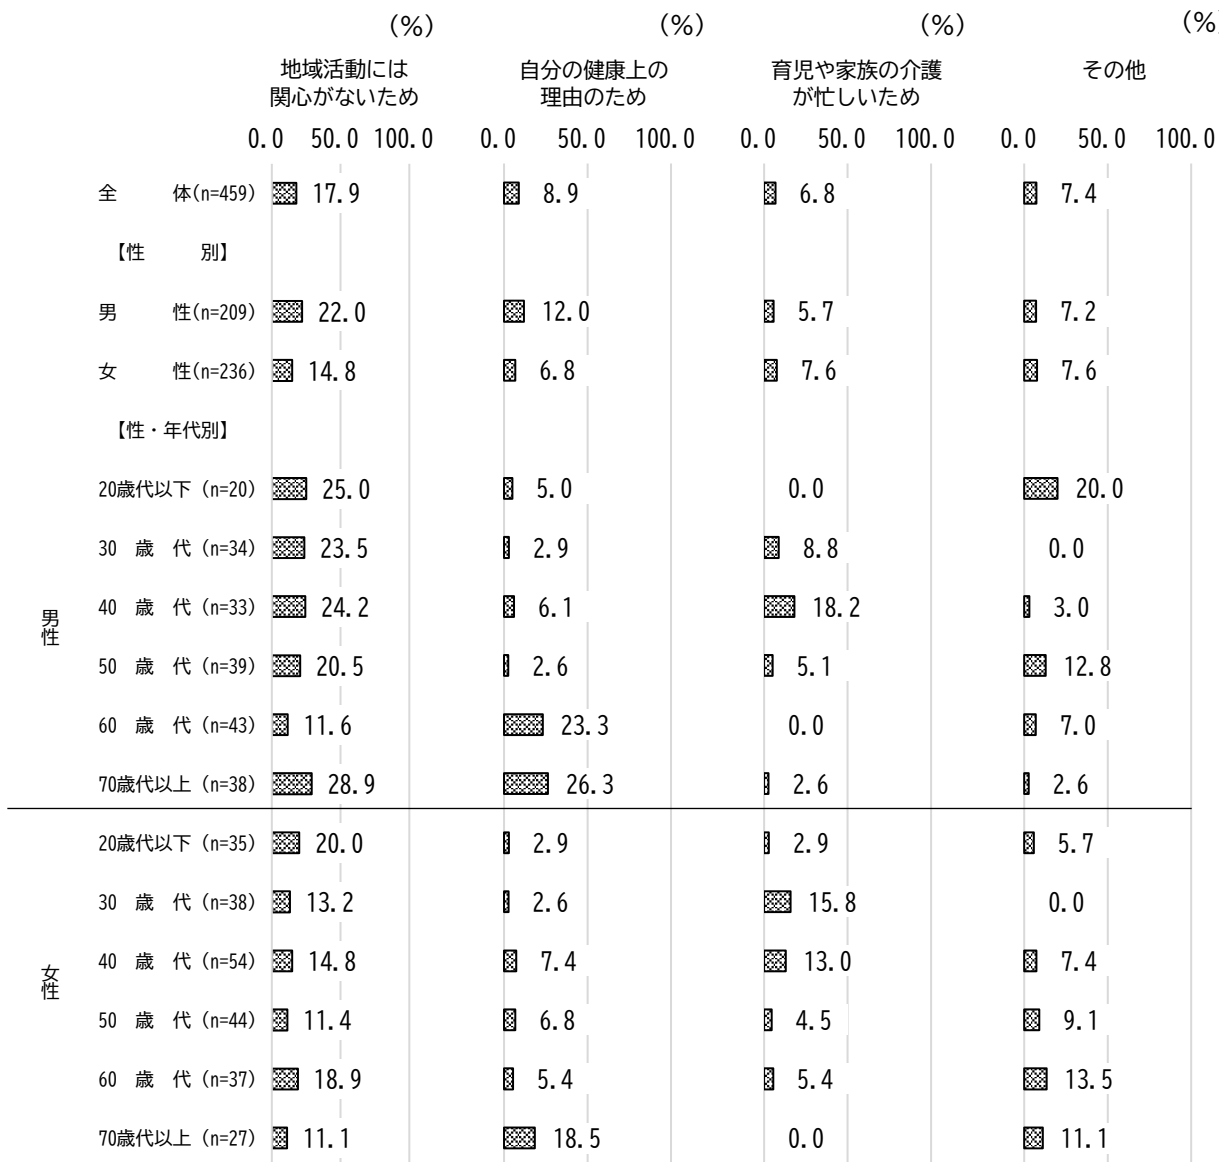 (%) (%) (%) (%)
地域活動には 自分の健康上の 育児や家族の介護 その他
関心がないため 理由のため が忙しいため
0.0 50.0 100.0 0.0 50.0 100.0 0.0 50.0 100.0 0.0 50.0 100.0
全 体(n=459) 17.9 8.9 6.8 7.4
【性 別】
男 性(n=209) 22.0 12.0 5.7 7.2
女 性(n=236) 14.8 6.8 7.6 7.6
【性・年代別】
男性
20歳代以下 (n=20) 25.0 5.0 0.0 20.0
30 歳 代 (n=34) 23.5 2.9 8.8 0.0
40 歳 代 (n=33) 24.2 6.1 18.2 3.0
50 歳 代 (n=39) 20.5 2.6 5.1 12.8
60 歳 代 (n=43) 11.6 23.3 0.0 7.0
70歳代以上 (n=38) 28.9 26.3 2.6 2.6
女性
20歳代以下 (n=35) 20.0 2.9 2.9 5.7
30 歳 代 (n=38) 13.2 2.6 15.8 0.0
40 歳 代 (n=54) 14.8 7.4 13.0 7.4
50 歳 代 (n=44) 11.4 6.8 4.5 9.1
60 歳 代 (n=37) 18.9 5.4 5.4 13.5
70歳代以上 (n=27) 11.1 18.5 0.0 11.1